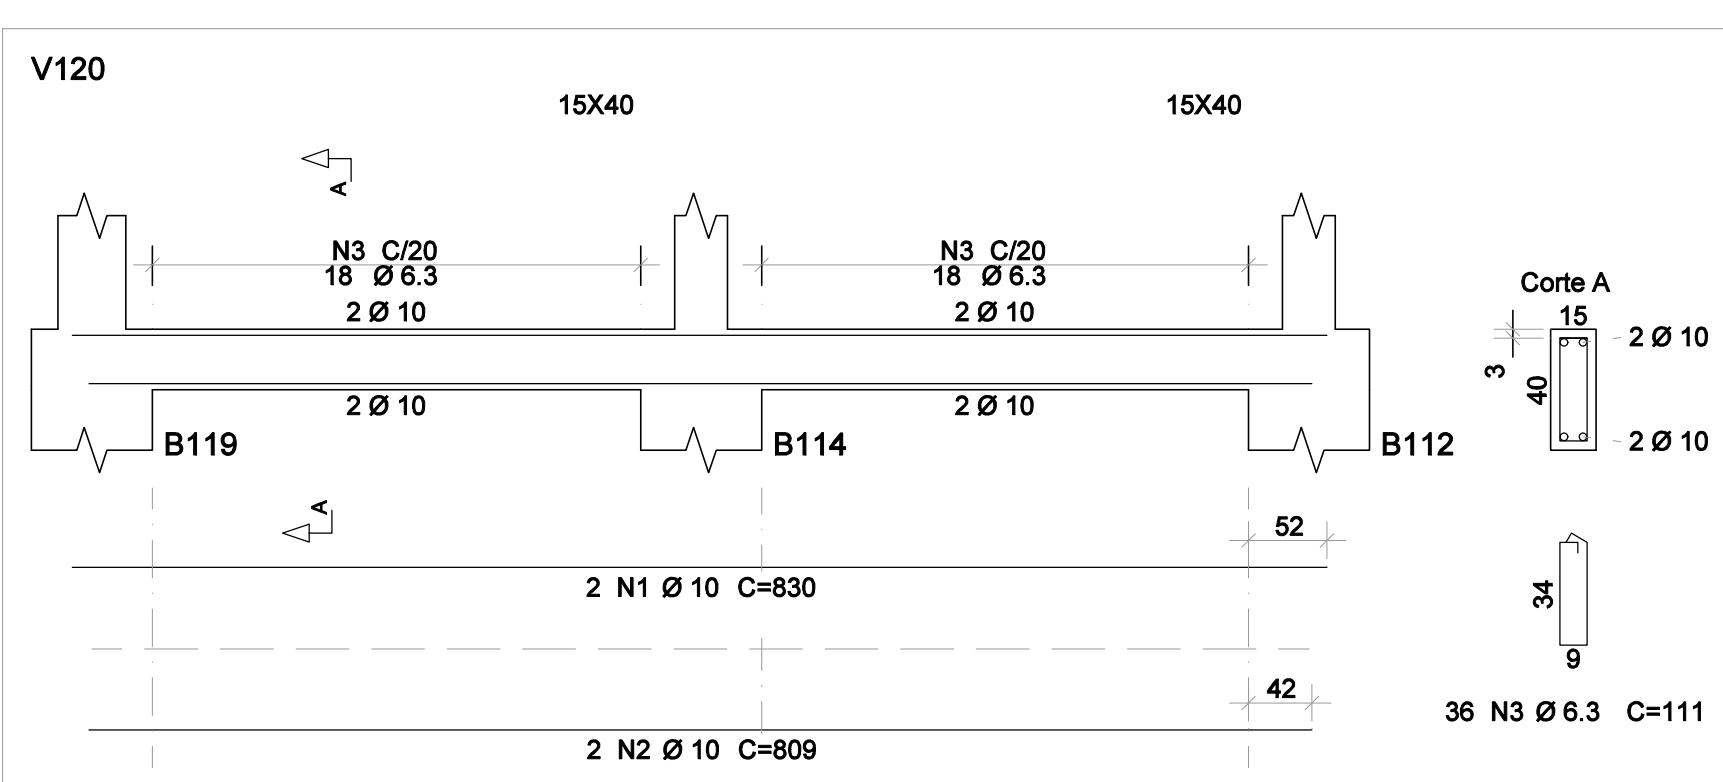 V120
15X40 15X40
A
N3 C/20 N3 C/20
18 Ø 6.3 18 Ø 6.3
2 Ø 10 2 Ø 10
Corte A
15
2 Ø 10
3
40
2 Ø 10 2 Ø 10
B119 B114 B112
2 Ø 10
A
52
2 N1 Ø 10 C=830
34
9
42
36 N3 Ø 6.3 C=111
2 N2 Ø 10 C=809